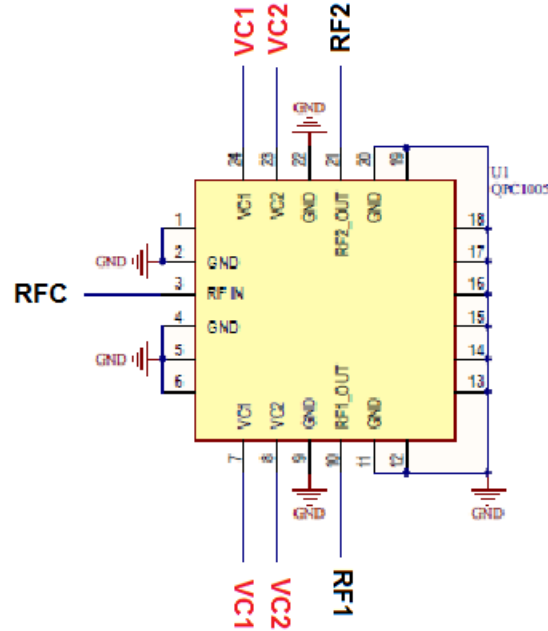 VC1 VC2 RF2
GND
24 23 22 21 20 19
U1
QPC1005
VC1 VC2 GND RF2_OUT GND
1 18
GND 2 GND 17
RFC 3 RF IN 16
4 GND 15
GND 5 14
6 13
VC1 VC2 GND RF1_OUT GND
7 8 9 10 11 12
GND GND
VC1 VC2 RF1